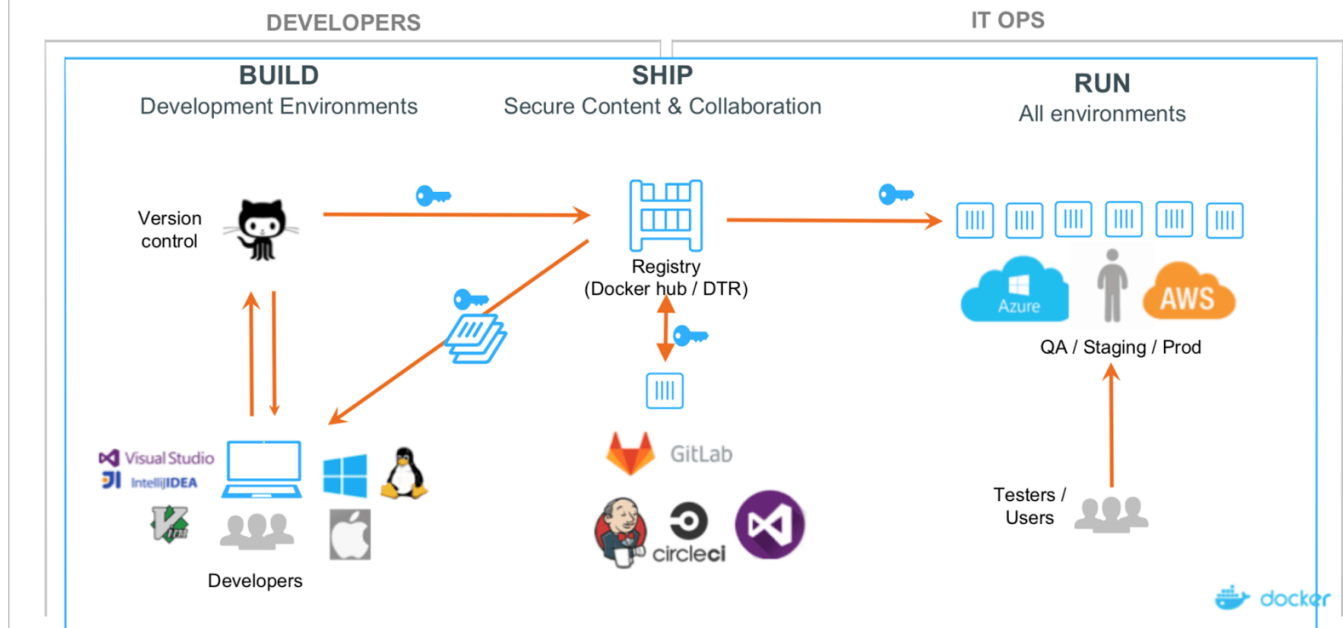 DEVELOPERS
IT OPS
BUILD
Development Environments
SHIP
Secure Content & Collaboration
RUN
All environments
Version
control
Registry
(Docker hub / DTR)
Azure
AWS
QA / Staging / Prod
Visual Studio
IntelliJIDEA
Vim
Developers
GitLab
circleci
Testers /
Users
docker